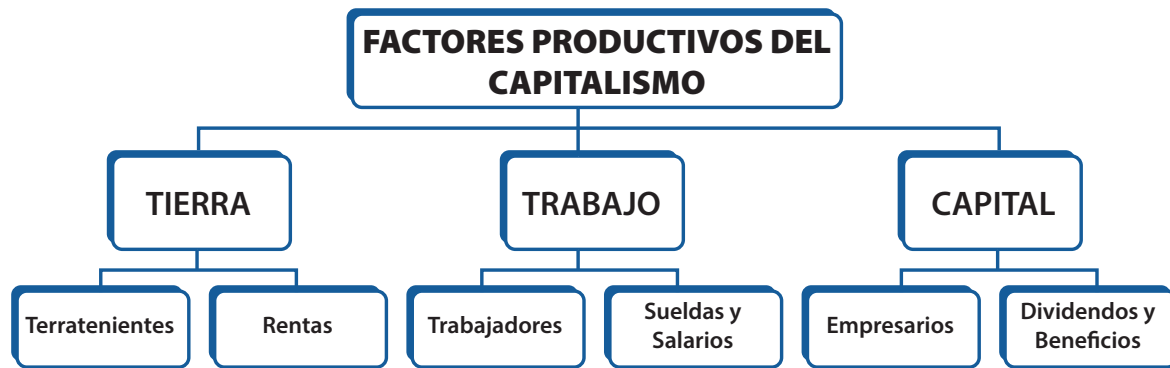 FACTORES PRODUCTIVOS DEL
CAPITALISMO
TIERRA
TRABAJO
CAPITAL
Terratenientes
Rentas
Trabajadores
Sueldas y
Salarios
Empresarios
Dividendos y
Beneficios